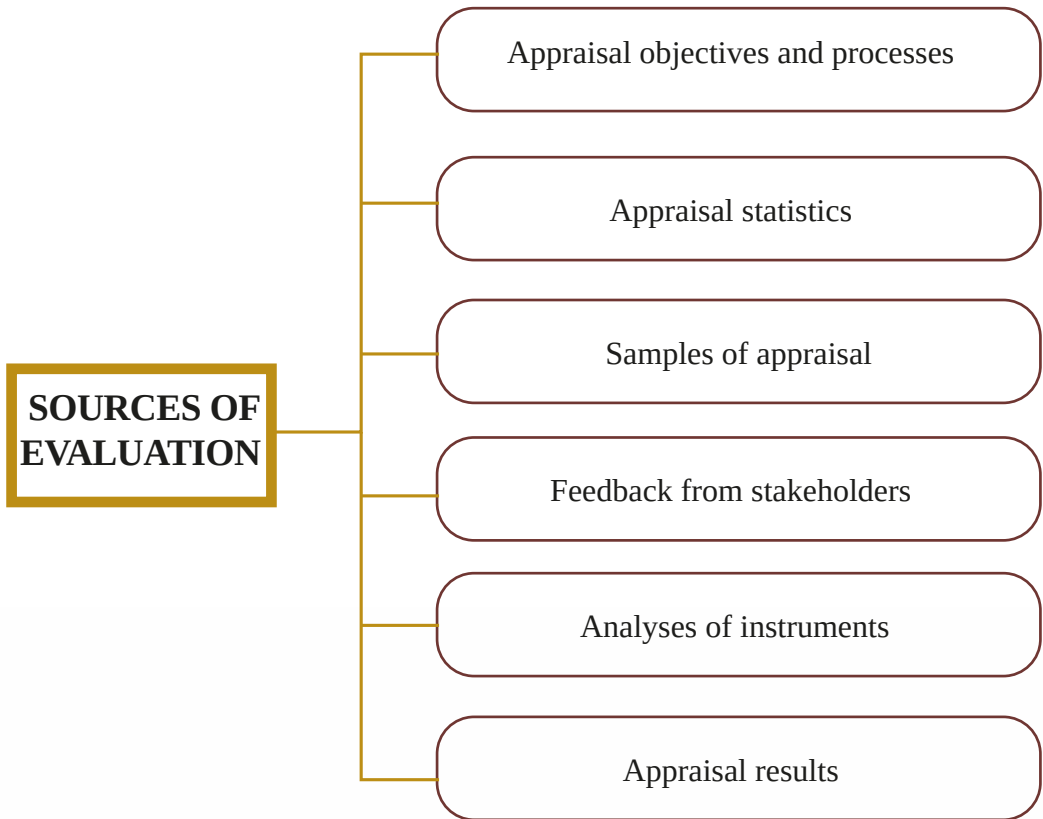 SOURCES OF
EVALUATION
Appraisal objectives and processes
Appraisal statistics
Samples of appraisal
Feedback from stakeholders
Analyses of instruments
Appraisal results